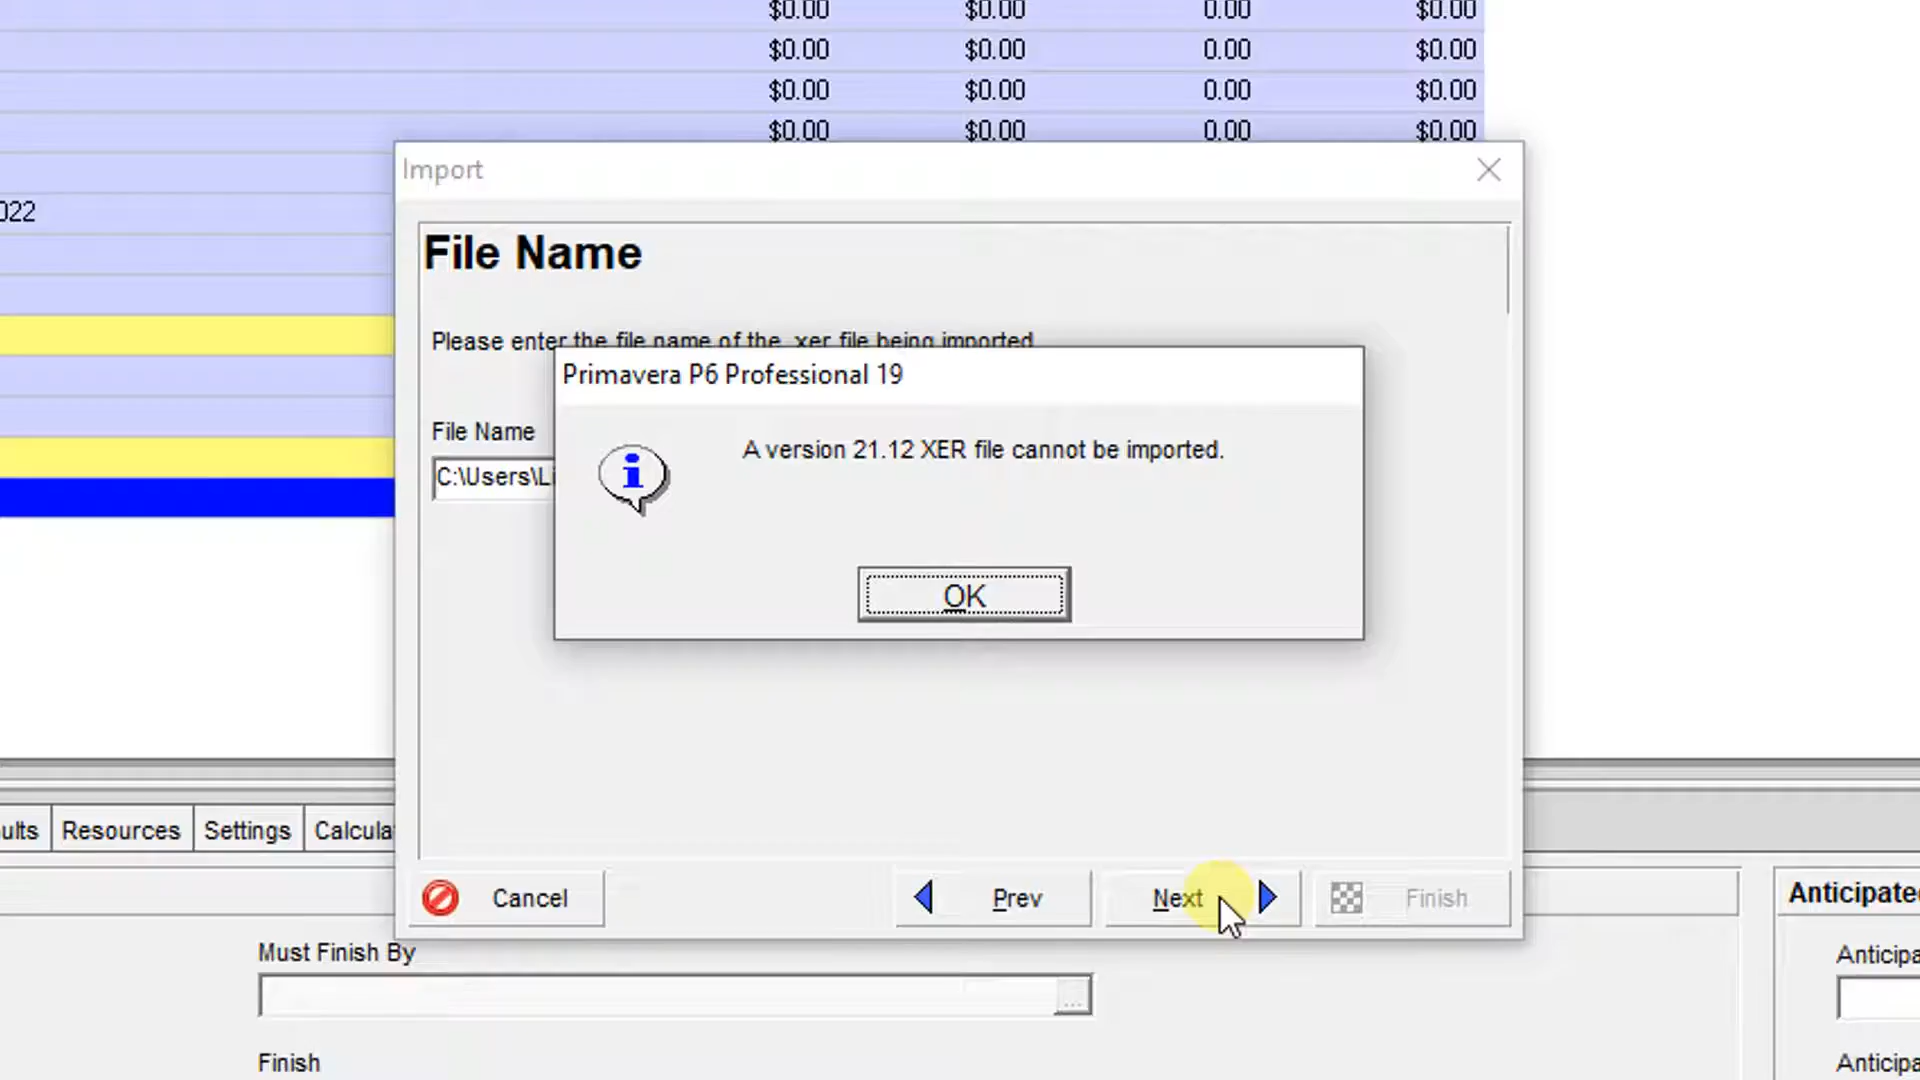 $0.00 $0.00 0.00 $0.00
$0.00 $0.00 0.00 $0.00
$0.00 $0.00 0.00 $0.00
$0.00 $0.00 0.00 $0.00
Import
022
File Name
Please enter the file name of the .xer file being imported
Primavera P6 Professional 19
File Name
A version 21.12 XER file cannot be imported.
C:\Users\Li
OK
ults Resources Settings Calcula
Cancel Prev Next Finish
Anticipate
Must Finish By
Anticipa
...
Finish
Anticipa